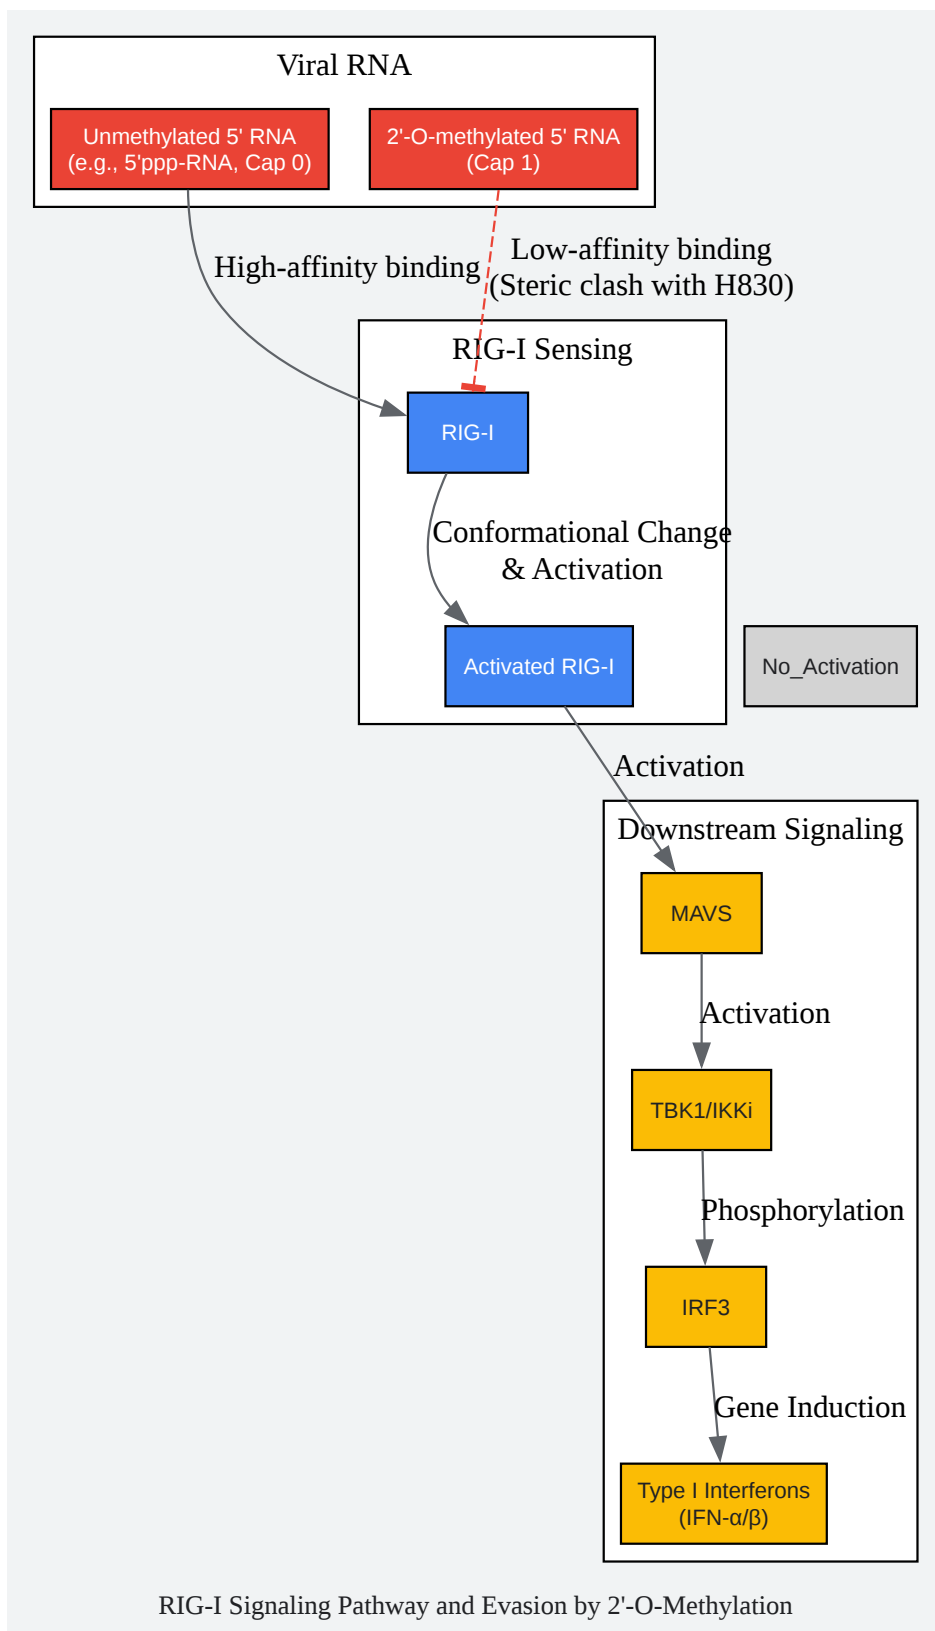 Viral RNA
Unmethylated 5' RNA
(e.g., 5'ppp-RNA, Cap 0)
2'-O-methylated 5' RNA
(Cap 1)
High-affinity binding
Low-affinity binding
(Steric clash with H830)
RIG-I Sensing
RIG-I
Conformational Change
& Activation
Activated RIG-I
No_Activation
Activation
Downstream Signaling
MAVS
Activation
TBK1/IKKi
Phosphorylation
IRF3
Gene Induction
Type I Interferons
(IFN-α/β)
RIG-I Signaling Pathway and Evasion by 2'-O-Methylation